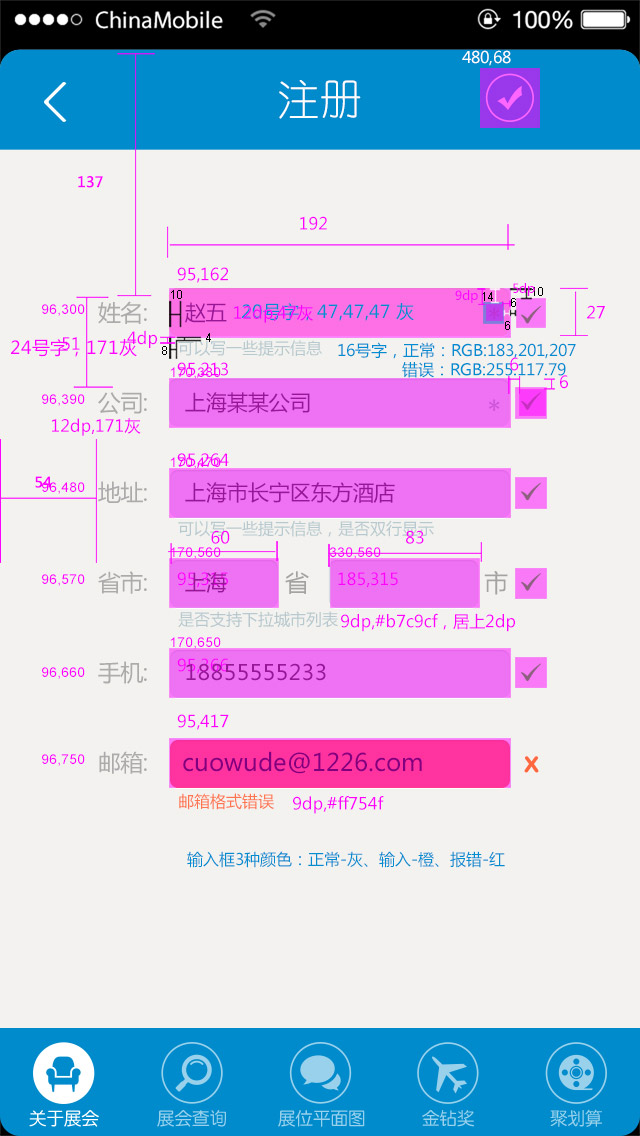 ChinaMobile 100%
480,68
注册
137
192
95,162
10 9dp 14 5dp 10
96,300 姓名: 赵五 26号字，47,47,47 灰 6 27
6
4dp 4
24号字，171灰 51 8 可以写一些提示信息 16号字，正常：RGB:183,201,207
错误：RGB:255.117.79
95,213 6 6
96,390 公司: 上海某某公司 *
12dp,171灰
95,264
54
96,480 地址: 上海市长宁区东方酒店
可以写一些提示信息，是否双行显示
60 83
170,560 330,560
96,570 省市: 上海 省 185,315 市
是否支持下拉城市列表 9dp,#b7c9cf，居上2dp
170,650
95,366
96,660 手机: 18855555233
95,417
96,750 邮箱: cuowude@1226.com x
邮箱格式错误 9dp,#ff754f
输入框3种颜色：正常-灰、输入-橙、报错-红
关于展会 展会查询 展位平面图 金钻奖 聚划算